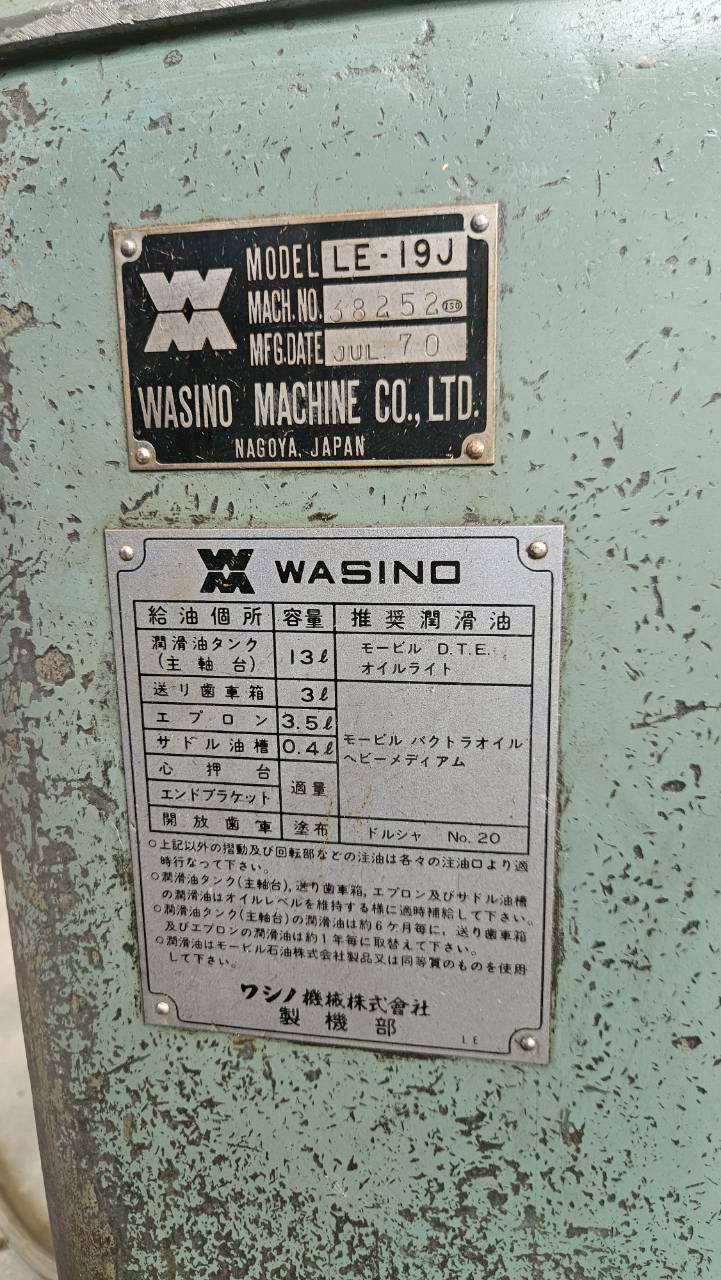 MODEL LE-19J
MACH.NO. 38252 ISO
MFG.DATE JUL. 70
WASINO MACHINE CO., LTD.
NAGOYA, JAPAN
WASINO
給油個所 容量 推奨潤滑油
潤滑油タンク(主軸台) 13ℓ モービル D.T.E. オイルライト
送り歯車箱 3ℓ
エプロン 3.5ℓ
サドル油槽 0.4ℓ モービル バクトラオイル ヘビーメディアム
心押台 適量
エンドブラケット
開放歯車 塗布 ドルシャ No.20
○上記以外の摺動及び回転部などの注油は各々の注油口より適
時行なって下さい。
○潤滑油タンク(主軸台),送り歯車箱,エプロン及びサドル油槽
の潤滑油はオイルレベルを維持する様に適時補給して下さい。
○潤滑油タンク(主軸台)の潤滑油は約6ケ月毎に,送り歯車箱
及びエプロンの潤滑油は約1年毎に取替えて下さい。
○潤滑油はモービル石油株式会社製品又は同等質のものを使用
して下さい。
ワシノ機械株式會社
製機部
LE